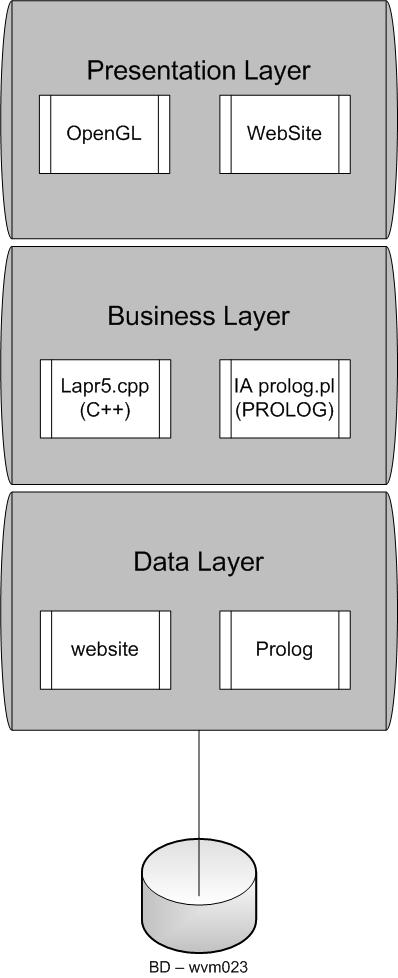 Presentation Layer
OpenGL
WebSite
Business Layer
Lapr5.cpp
(C++)
IA prolog.pl
(PROLOG)
Data Layer
website
Prolog
BD – wvm023